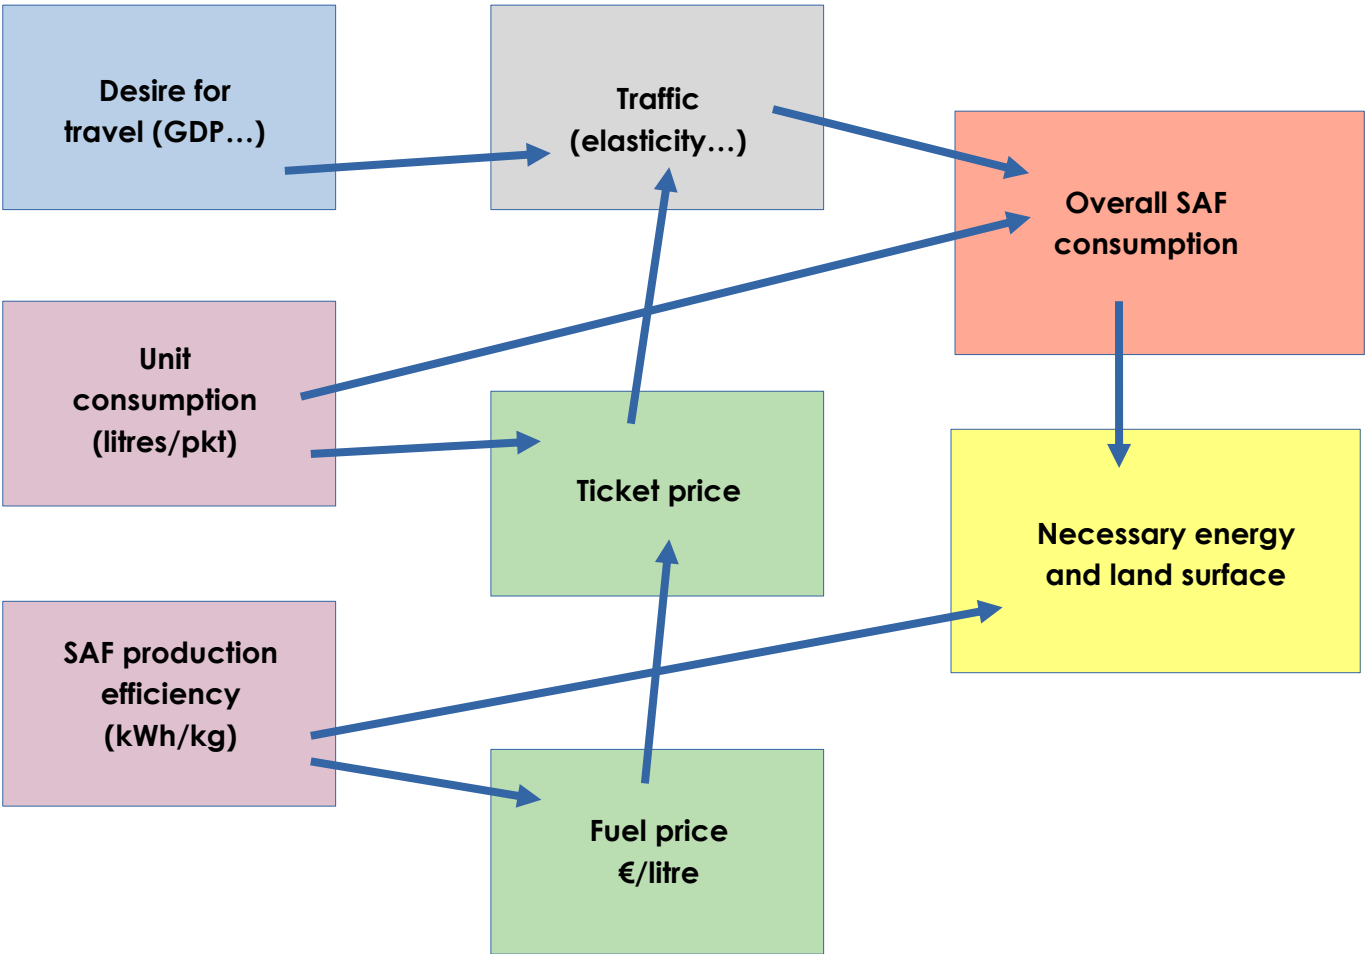 Desire for
travel (GDP…)
Traffic
(elasticity…)
Overall SAF
consumption
Unit
consumption
(litres/pkt)
Ticket price
Necessary energy
and land surface
SAF production
efficiency
(kWh/kg)
Fuel price
€/litre